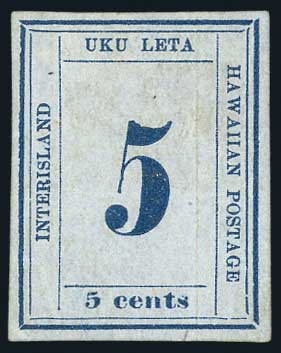 UKU LETA
INTERISLAND
HAWAIIAN POSTAGE
5
5 cents